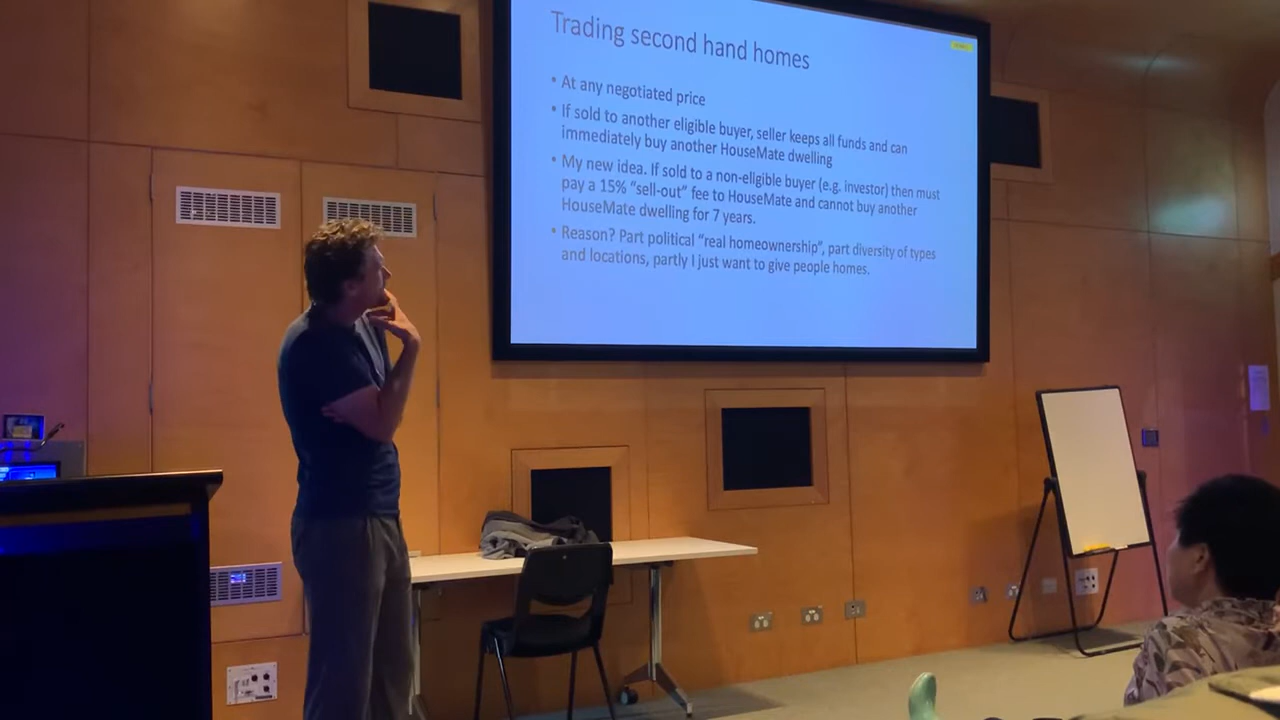 Trading second hand homes
• At any negotiated price
• If sold to another eligible buyer, seller keeps all funds and can
immediately buy another HouseMate dwelling
• My new idea. If sold to a non-eligible buyer (e.g. investor) then must
pay a 15% “sell-out” fee to HouseMate and cannot buy another
HouseMate dwelling for 7 years.
• Reason? Part political “real homeownership”, part diversity of types
and locations, partly I just want to give people homes.